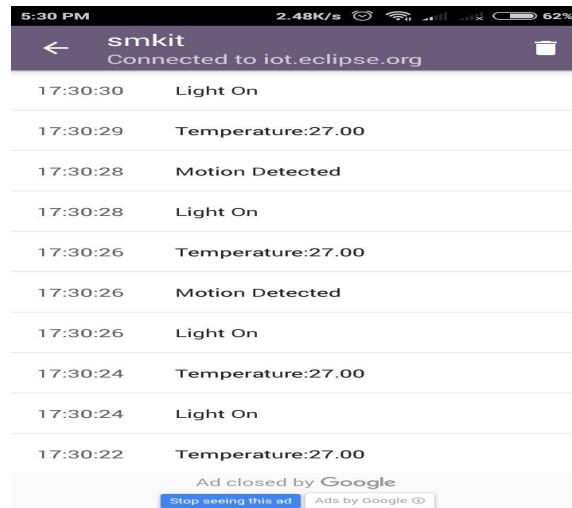 5:30 PM 2.48K/s 62%
smkit
Connected to iot.eclipse.org
17:30:30 Light On
17:30:29 Temperature:27.00
17:30:28 Motion Detected
17:30:28 Light On
17:30:26 Temperature:27.00
17:30:26 Motion Detected
17:30:26 Light On
17:30:24 Temperature:27.00
17:30:24 Light On
17:30:22 Temperature:27.00
Ad closed by Google
Stop seeing this ad Ads by Google